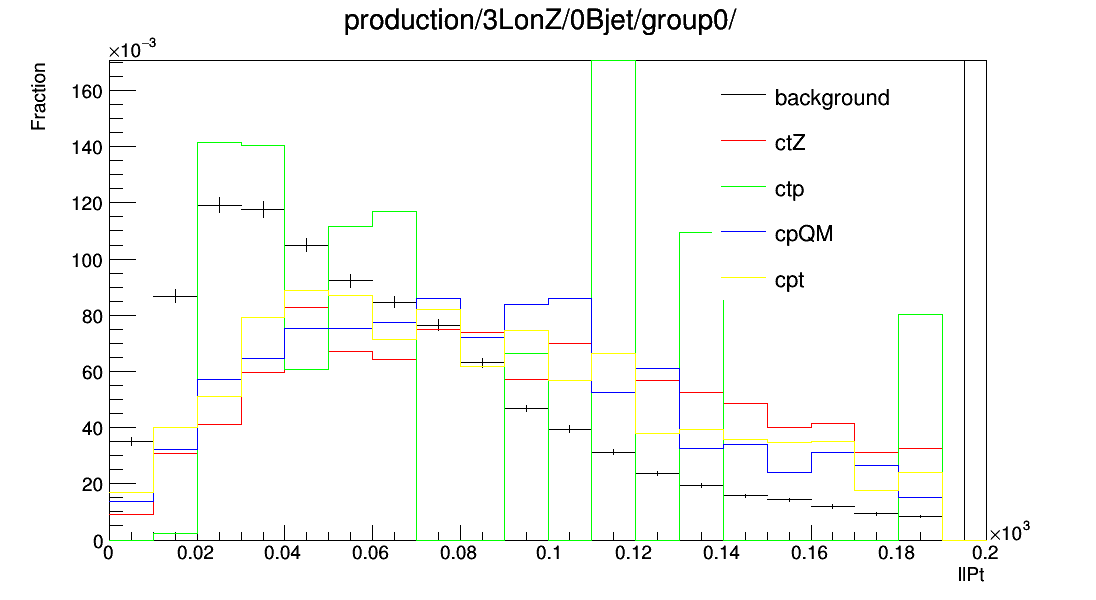 production/3LonZ/0Bjet/group0/
×10⁻³
Fraction
160
140
120
100
80
60
40
20
0
background
ctZ
ctp
cpQM
cpt
0 0.02 0.04 0.06 0.08 0.1 0.12 0.14 0.16 0.18 0.2
×10³
llPt